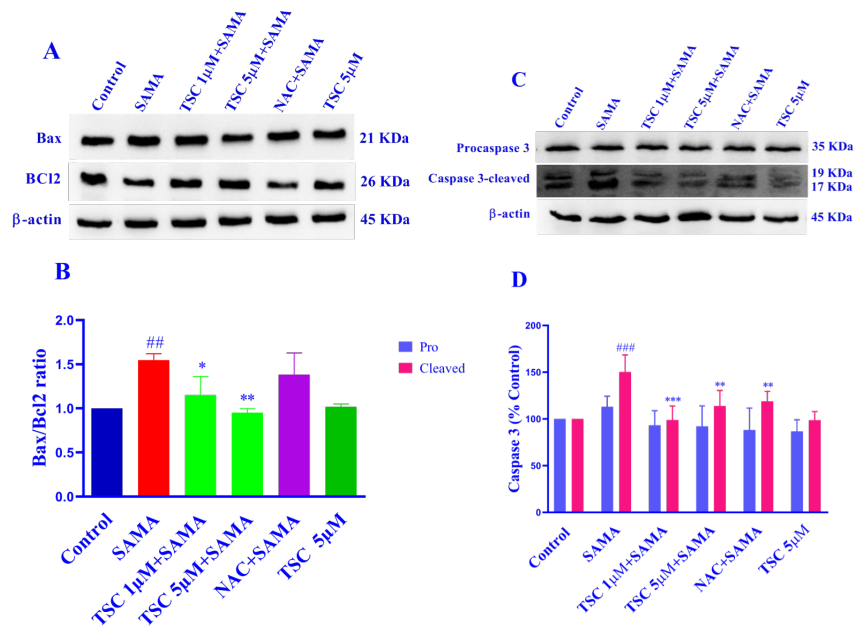 A
Control
SAMA
TSC 1μM+SAMA
TSC 5μM+SAMA
NAC+SAMA
TSC 5μM
Bax
21 KDa
BCl2
26 KDa
β-actin
45 KDa
C
Control
SAMA
TSC 1μM+SAMA
TSC 5μM+SAMA
NAC+SAMA
TSC 5μM
Procaspase 3
35 KDa
Caspase 3-cleaved
19 KDa
17 KDa
β-actin
45 KDa
B
Bax/Bcl2 ratio
2.0
1.5
1.0
0.5
0.0
##
*
**
Control
SAMA
TSC 1μM+SAMA
TSC 5μM+SAMA
NAC+SAMA
TSC 5μM
Pro
Cleaved
D
Caspase 3 (% Control)
200
150
100
50
0
###
***
**
**
Control
SAMA
TSC 1μM+SAMA
TSC 5μM+SAMA
NAC+SAMA
TSC 5μM